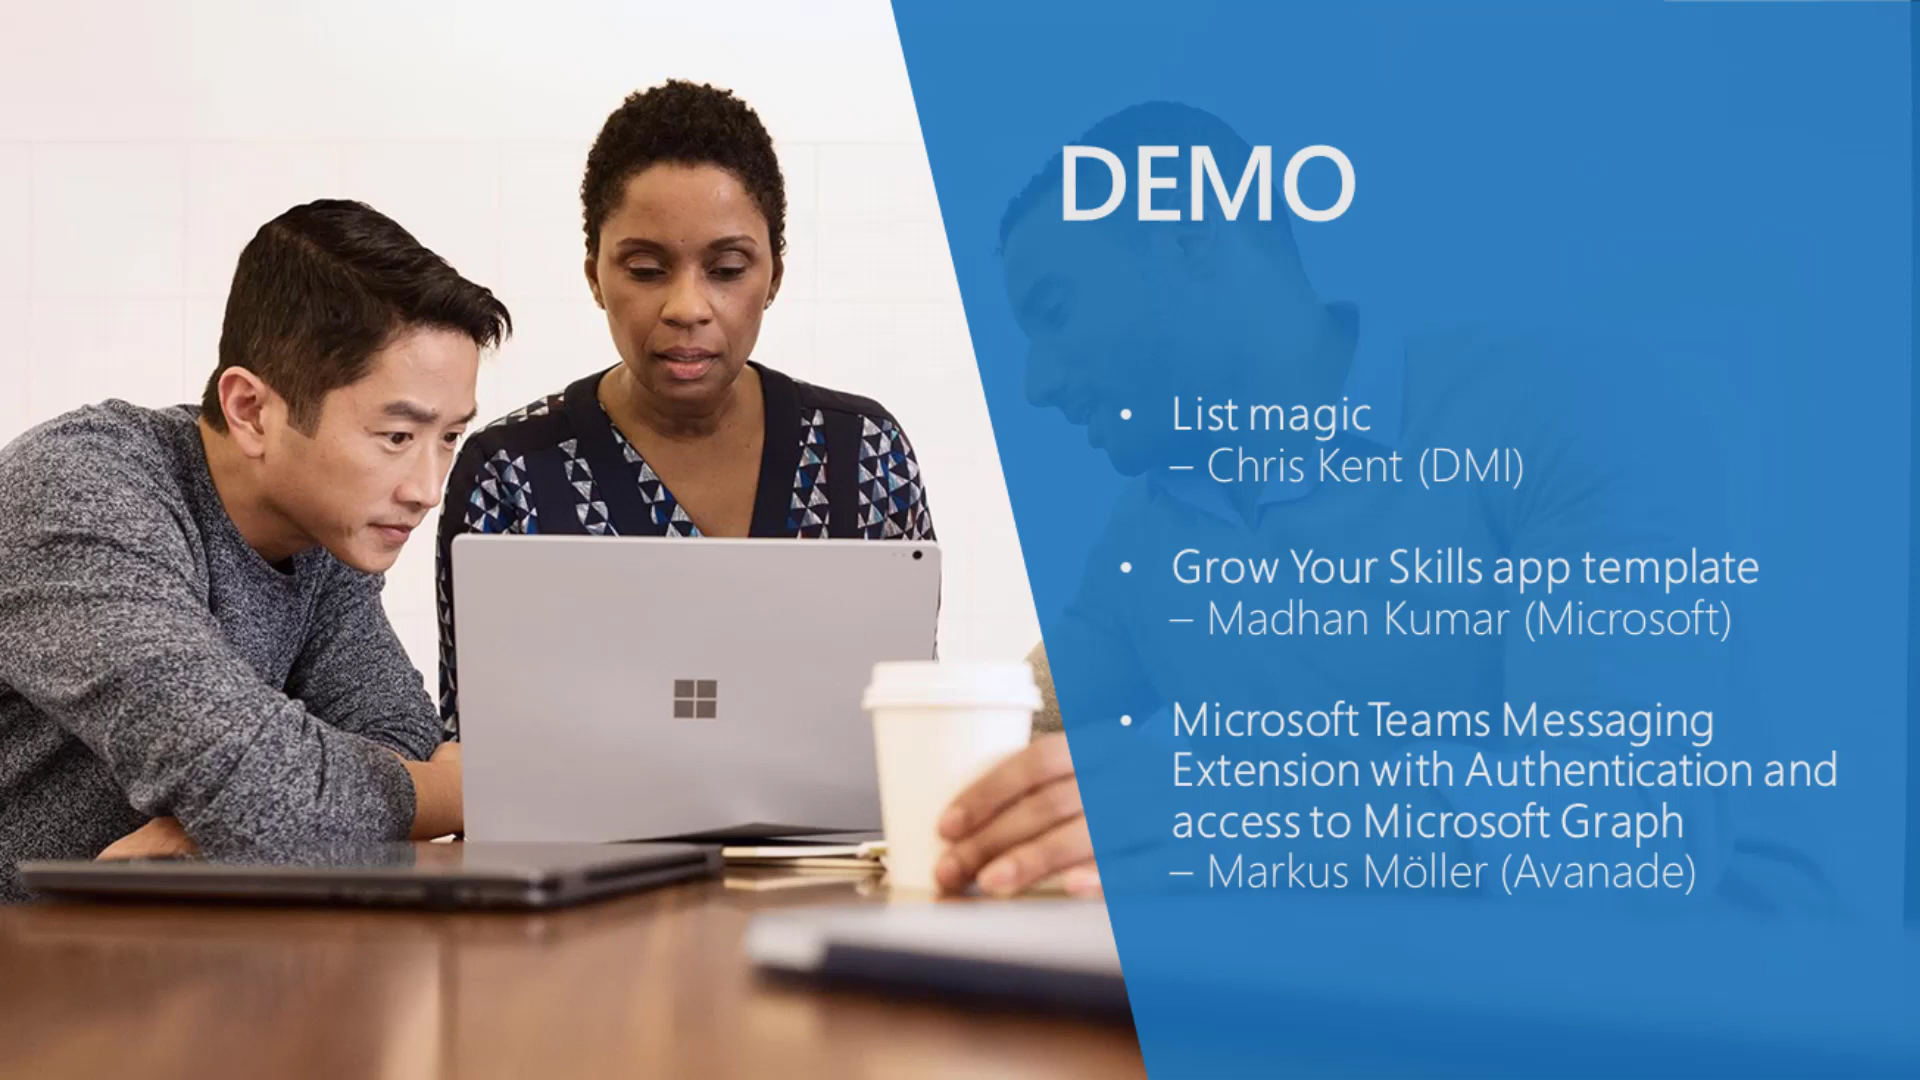 DEMO
• List magic
– Chris Kent (DMI)
• Grow Your Skills app template
– Madhan Kumar (Microsoft)
• Microsoft Teams Messaging
Extension with Authentication and
access to Microsoft Graph
– Markus Möller (Avanade)